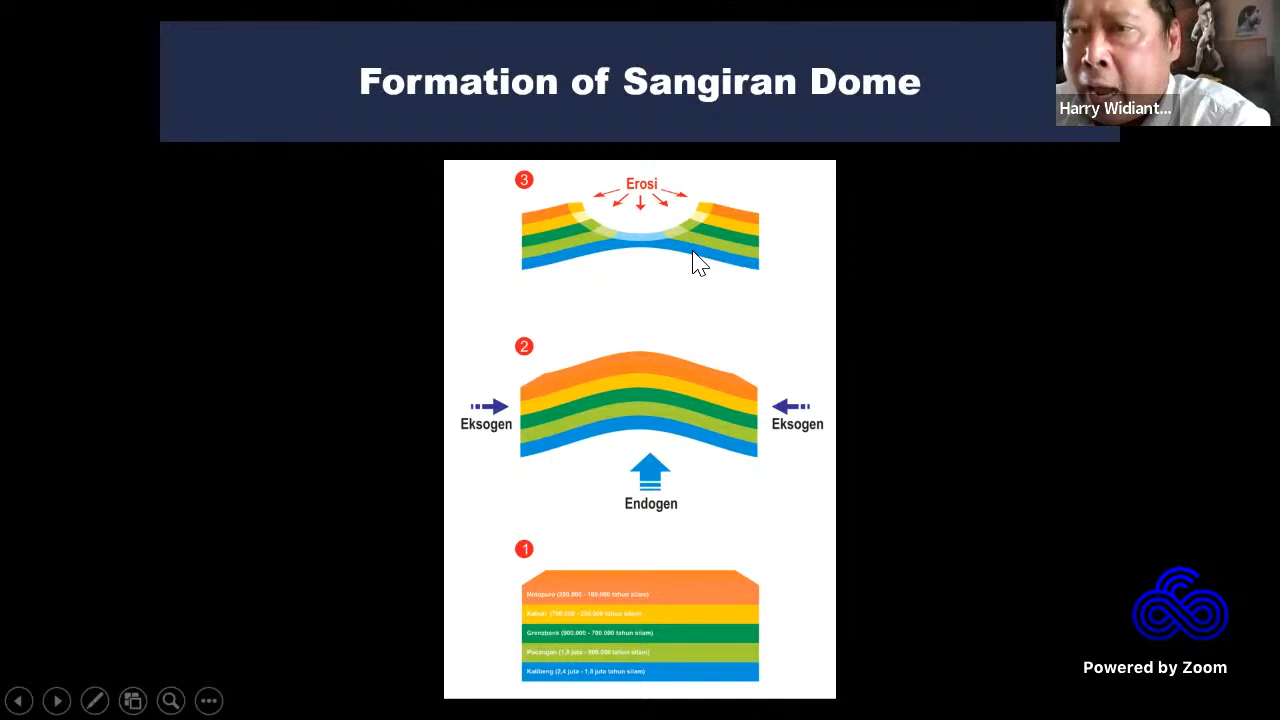 Formation of Sangiran Dome
Harry Widiant...
3
Erosi
2
Eksogen
Eksogen
Endogen
1
Notopuro (250.000 - 100.000 tahun silam)
Kabuh (700.000 - 250.000 tahun silam)
Grenzbank (900.000 - 700.000 tahun silam)
Pucangan (1,8 juta - 900.000 tahun silam)
Kalibeng (2,4 juta - 1,8 juta tahun silam)
Powered by Zoom